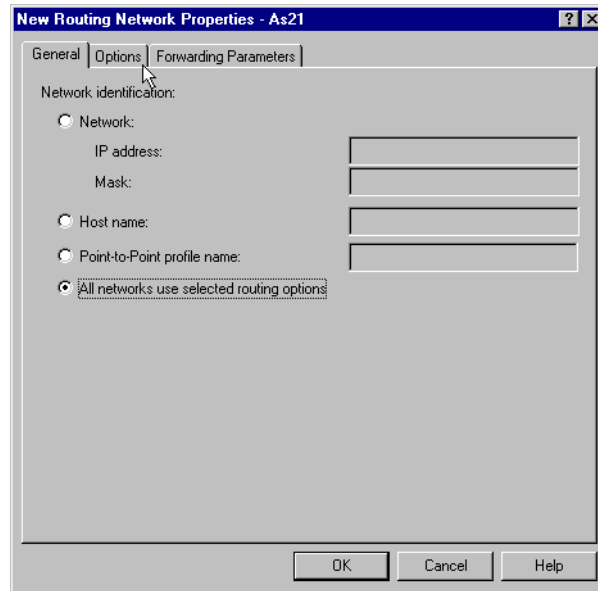 New Routing Network Properties - As21
General Options Forwarding Parameters
Network identification:
Network:
IP address:
Mask:
Host name:
Point-to-Point profile name:
All networks use selected routing options
OK Cancel Help